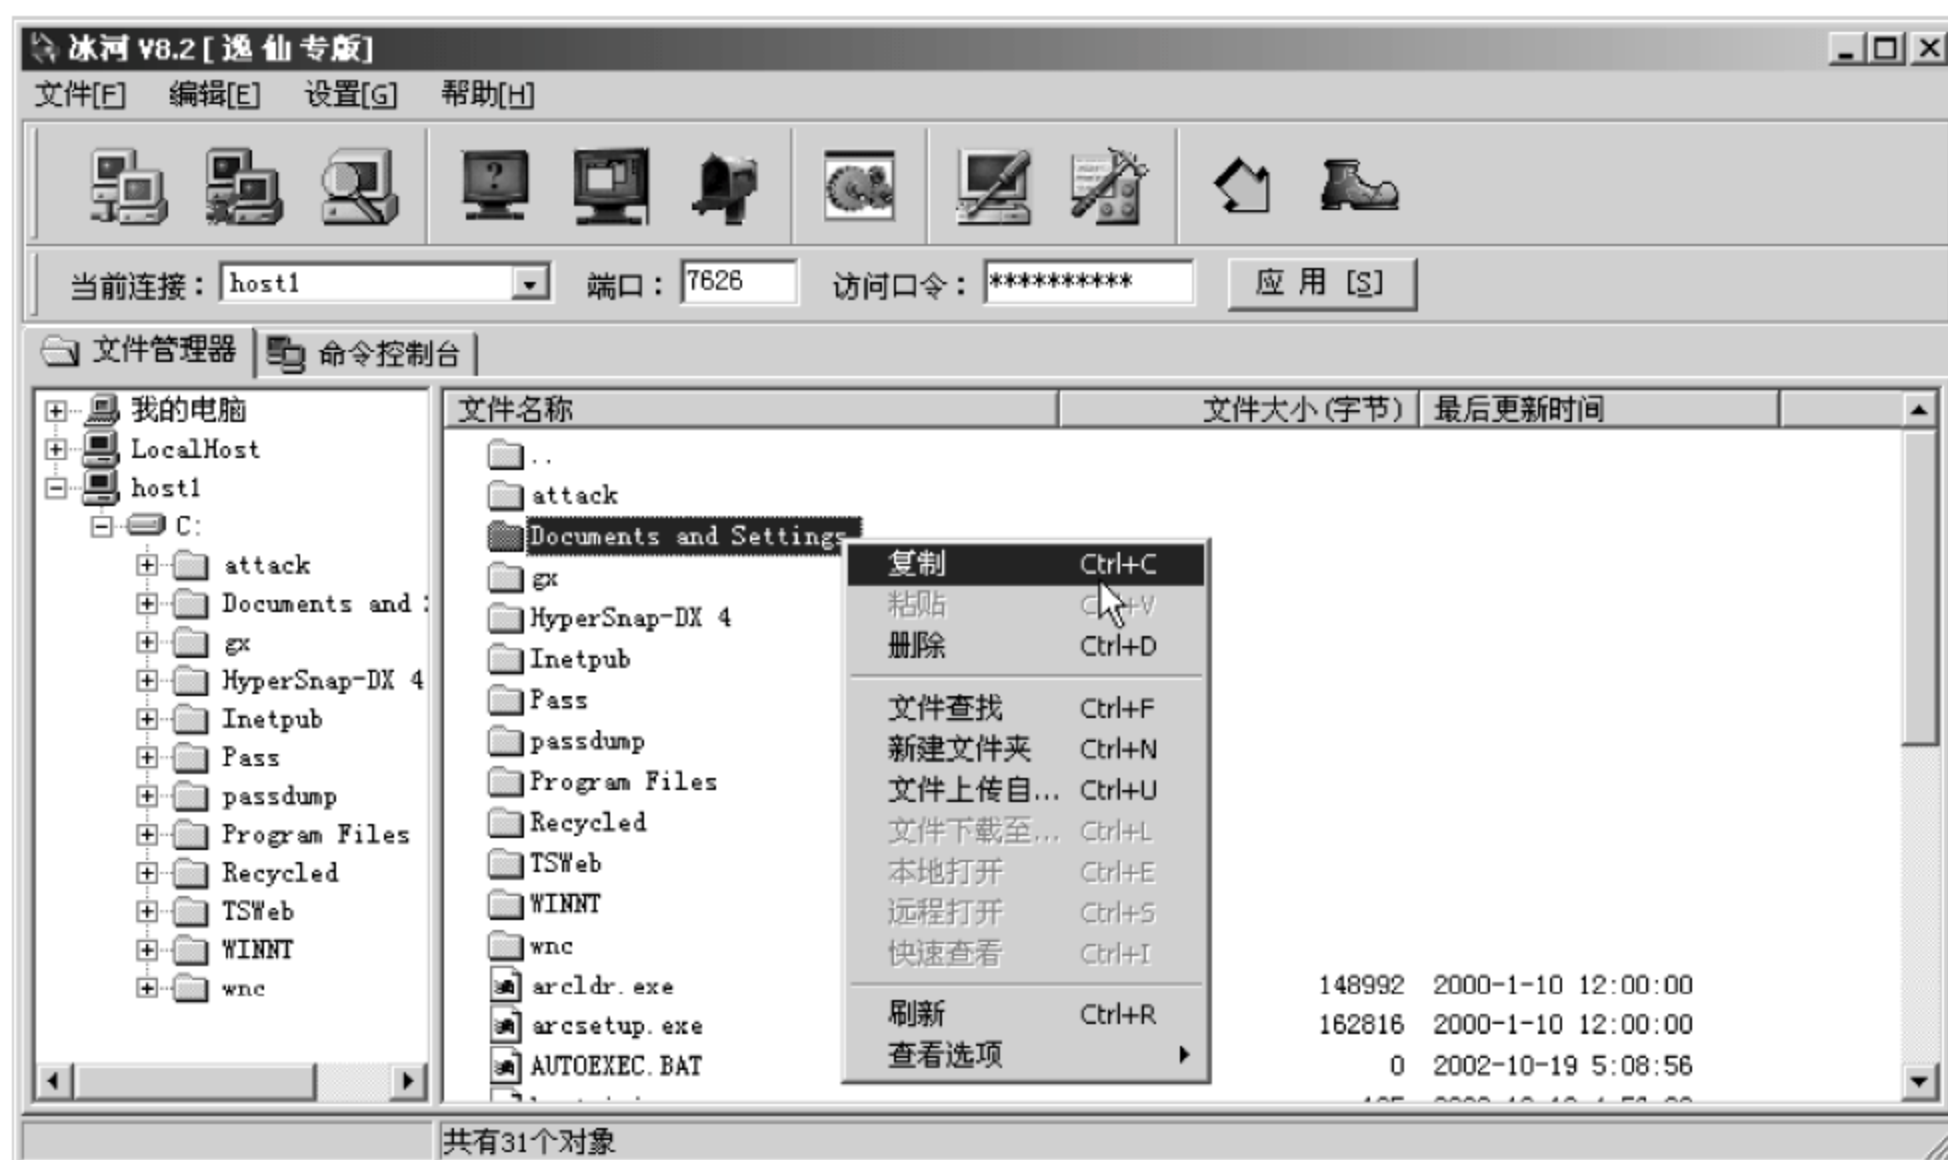 冰河 V8.2 [ 逸 仙 专版]
文件[F] 编辑[E] 设置[G] 帮助[H]
当前连接： host1 端口： 7626 访问口令： ********** 应 用 [S]
文件管理器 命令控制台
我的电脑
LocalHost
host1
C:
attack
Documents and
gx
HyperSnap-DX 4
Inetpub
Pass
passdump
Program Files
Recycled
TSWeb
WINNT
wnc
文件名称 文件大小(字节) 最后更新时间
..
attack
Documents and Settings
gx
HyperSnap-DX 4
Inetpub
Pass
passdump
Program Files
Recycled
TSWeb
WINNT
wnc
arcldr.exe 148992 2000-1-10 12:00:00
arcsetup.exe 162816 2000-1-10 12:00:00
AUTOEXEC.BAT 0 2002-10-19 5:08:56
复制 Ctrl+C
粘贴
删除 Ctrl+D
文件查找 Ctrl+F
新建文件夹 Ctrl+N
文件上传自... Ctrl+U
文件下载至... Ctrl+L
本地打开 Ctrl+E
远程打开 Ctrl+S
快速查看 Ctrl+I
刷新 Ctrl+R
查看选项
共有31个对象